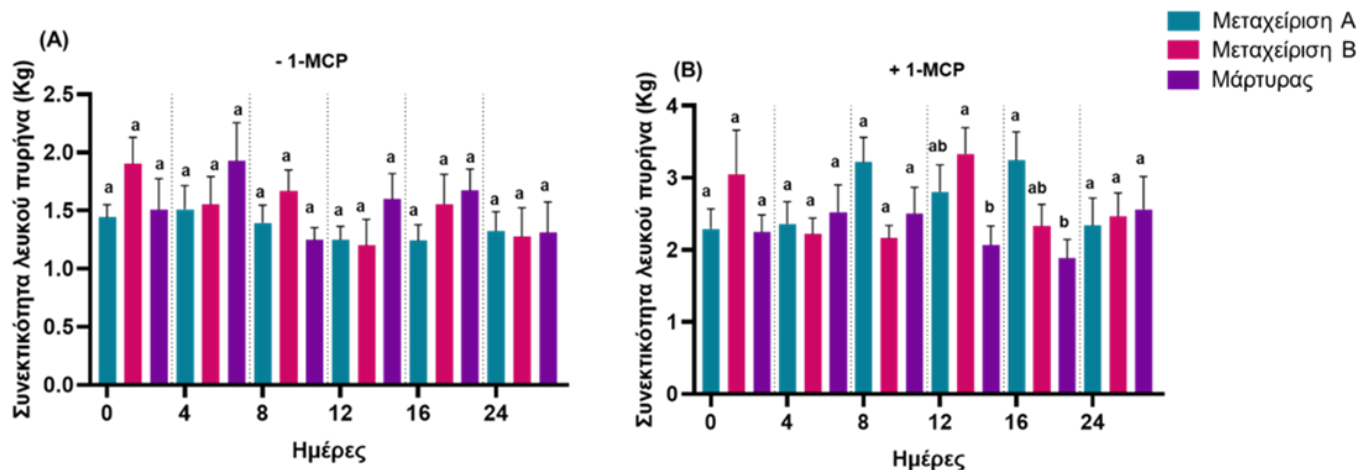 (A)
- 1-MCP
Συνεκτικότητα λευκού πυρήνα (Kg)
2.5
2.0
1.5
1.0
0.5
0.0
a a a a a a a a a a a a a a a a a a
0 4 8 12 16 24
Ημέρες
(B)
+ 1-MCP
Συνεκτικότητα λευκού πυρήνα (Kg)
4
3
2
1
0
a a a a a a a a a ab a b a ab b a a a
0 4 8 12 16 24
Ημέρες
Μεταχείριση Α
Μεταχείριση Β
Μάρτυρας